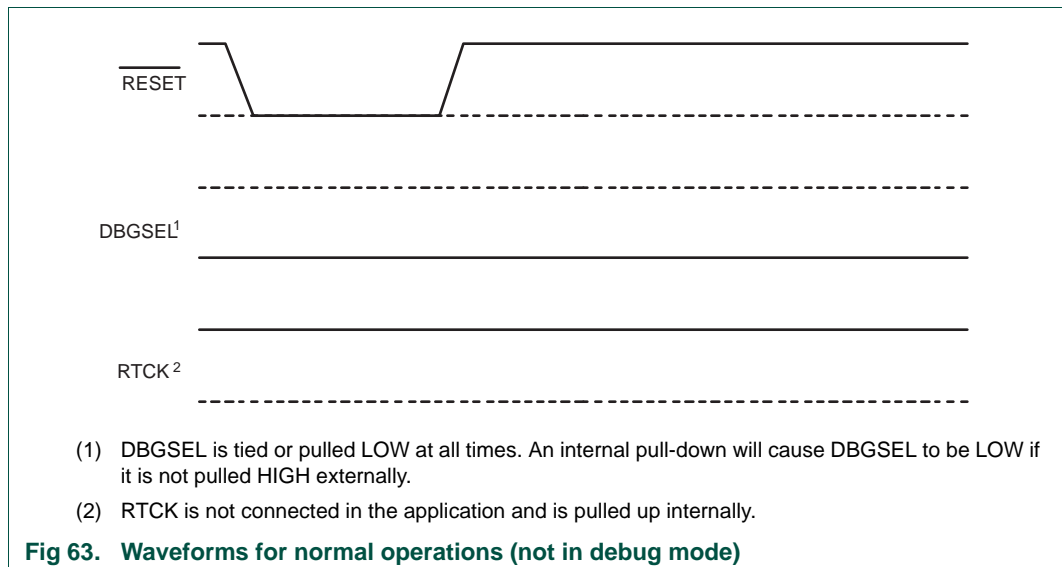 RESET
DBGSEL1
RTCK 2
(1) DBGSEL is tied or pulled LOW at all times. An internal pull-down will cause DBGSEL to be LOW if
it is not pulled HIGH externally.
(2) RTCK is not connected in the application and is pulled up internally.
Fig 63. Waveforms for normal operations (not in debug mode)